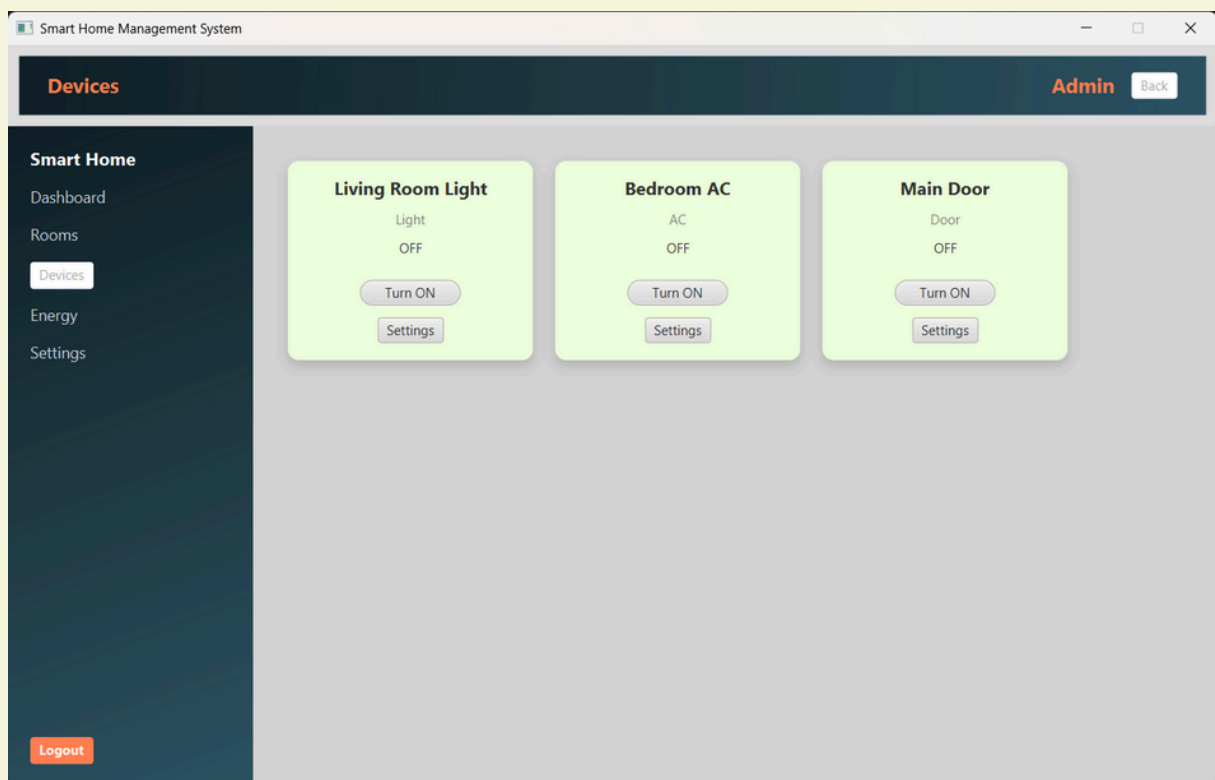 Smart Home Management System
Devices
Admin
Back
Smart Home
Dashboard
Rooms
Devices
Energy
Settings
Logout
Living Room Light
Light
OFF
Turn ON
Settings
Bedroom AC
AC
OFF
Turn ON
Settings
Main Door
Door
OFF
Turn ON
Settings